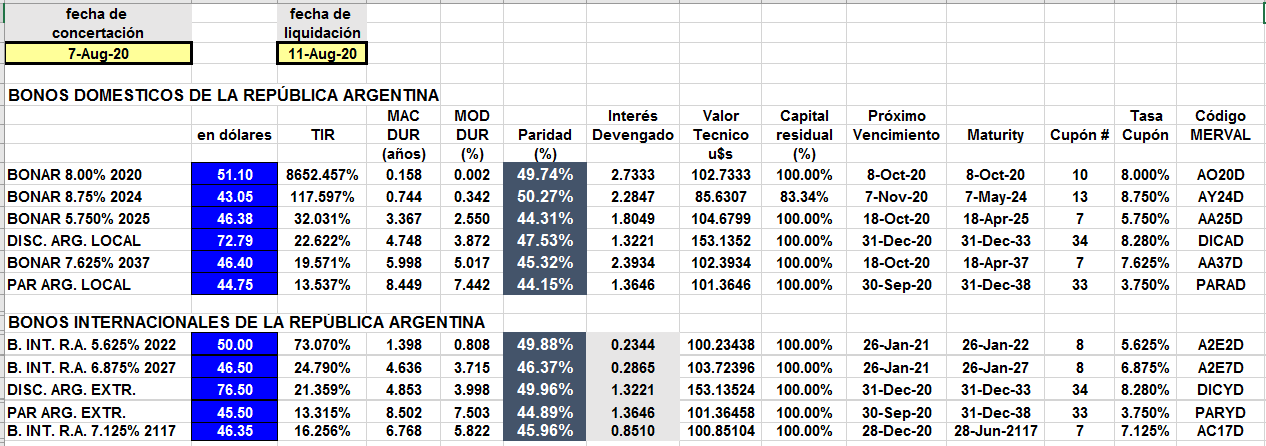 fecha de fecha de
concertación liquidación
7-Aug-20 11-Aug-20
BONOS DOMESTICOS DE LA REPÚBLICA ARGENTINA
MAC MOD Interés Valor Capital Próximo Tasa Código
en dólares TIR DUR DUR Paridad Devengado Tecnico residual Vencimiento Maturity Cupón # Cupón MERVAL
(años) (%) (%) u$s (%)
BONAR 8.00% 2020 51.10 8652.457% 0.158 0.002 49.74% 2.7333 102.7333 100.00% 8-Oct-20 8-Oct-20 10 8.000% AO20D
BONAR 8.75% 2024 43.05 117.597% 0.744 0.342 50.27% 2.2847 85.6307 83.34% 7-Nov-20 7-May-24 13 8.750% AY24D
BONAR 5.750% 2025 46.38 32.031% 3.367 2.550 44.31% 1.8049 104.6799 100.00% 18-Oct-20 18-Apr-25 7 5.750% AA25D
DISC. ARG. LOCAL 72.79 22.622% 4.748 3.872 47.53% 1.3221 153.1352 100.00% 31-Dec-20 31-Dec-33 34 8.280% DICAD
BONAR 7.625% 2037 46.40 19.571% 5.998 5.017 45.32% 2.3934 102.3934 100.00% 18-Oct-20 18-Apr-37 7 7.625% AA37D
PAR ARG. LOCAL 44.75 13.537% 8.449 7.442 44.15% 1.3646 101.3646 100.00% 30-Sep-20 31-Dec-38 33 3.750% PARAD
BONOS INTERNACIONALES DE LA REPÚBLICA ARGENTINA
B. INT. R.A. 5.625% 2022 50.00 73.070% 1.398 0.808 49.88% 0.2344 100.23438 100.00% 26-Jan-21 26-Jan-22 8 5.625% A2E2D
B. INT. R.A. 6.875% 2027 46.50 24.790% 4.636 3.715 46.37% 0.2865 103.72396 100.00% 26-Jan-21 26-Jan-27 8 6.875% A2E7D
DISC. ARG. EXTR. 76.50 21.359% 4.853 3.998 49.96% 1.3221 153.13524 100.00% 31-Dec-20 31-Dec-33 34 8.280% DICYD
PAR ARG. EXTR. 45.50 13.315% 8.502 7.503 44.89% 1.3646 101.36458 100.00% 30-Sep-20 31-Dec-38 33 3.750% PARYD
B. INT. R.A. 7.125% 2117 46.35 16.256% 6.768 5.822 45.96% 0.8510 100.85104 100.00% 28-Dec-20 28-Jun-2117 7 7.125% AC17D